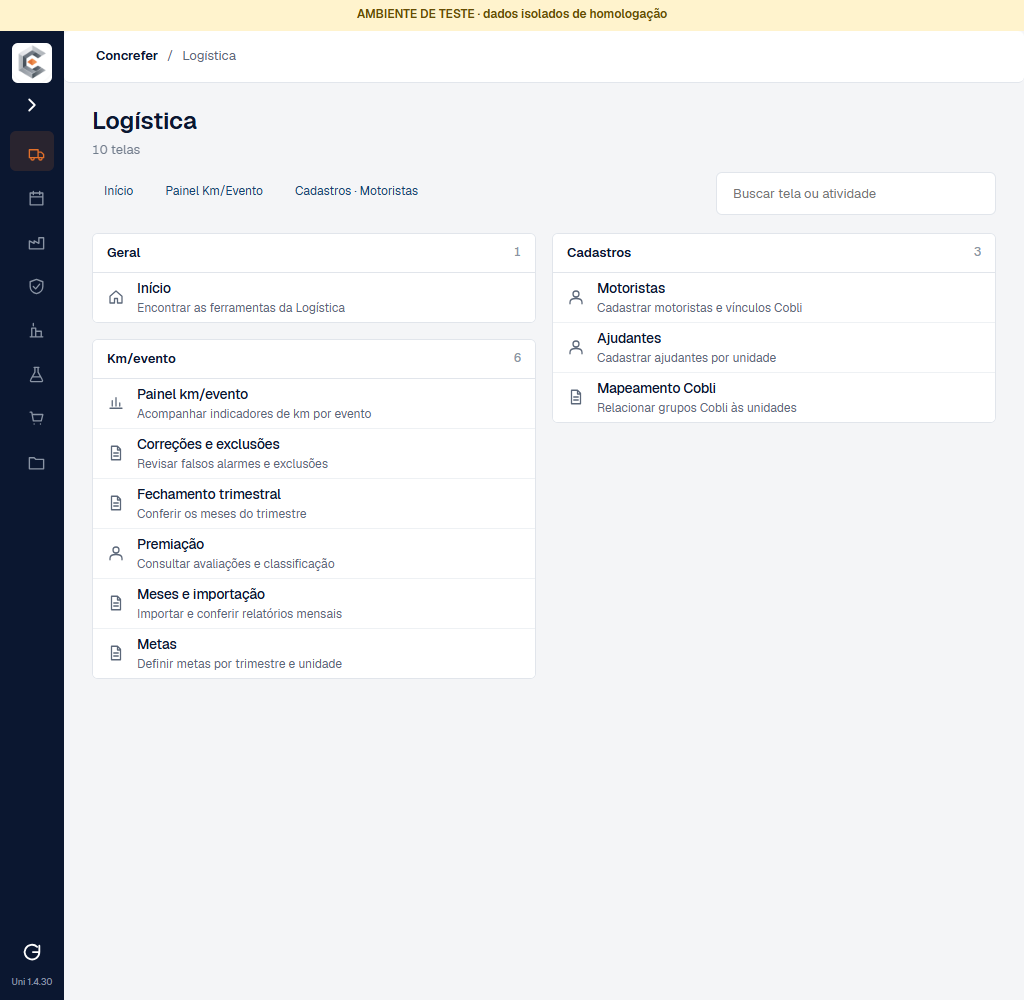 AMBIENTE DE TESTE · dados isolados de homologação
Concrefer / Logística
Logística
10 telas
Início
Painel Km/Evento
Cadastros · Motoristas
Buscar tela ou atividade
Geral 1
Início
Encontrar as ferramentas da Logística
Km/evento 6
Painel km/evento
Acompanhar indicadores de km por evento
Correções e exclusões
Revisar falsos alarmes e exclusões
Fechamento trimestral
Conferir os meses do trimestre
Premiação
Consultar avaliações e classificação
Meses e importação
Importar e conferir relatórios mensais
Metas
Definir metas por trimestre e unidade
Cadastros 3
Motoristas
Cadastrar motoristas e vínculos Cobli
Ajudantes
Cadastrar ajudantes por unidade
Mapeamento Cobli
Relacionar grupos Cobli às unidades
Uni 1.4.30